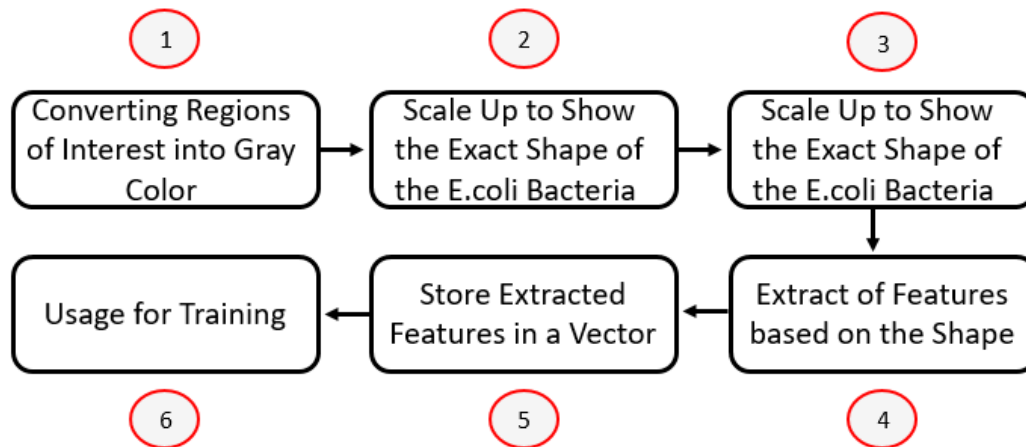 1
2
3
Converting Regions
of Interest into Gray
Color
Scale Up to Show
the Exact Shape of
the E.coli Bacteria
Scale Up to Show
the Exact Shape of
the E.coli Bacteria
Usage for Training
Store Extracted
Features in a Vector
Extract of Features
based on the Shape
6
5
4